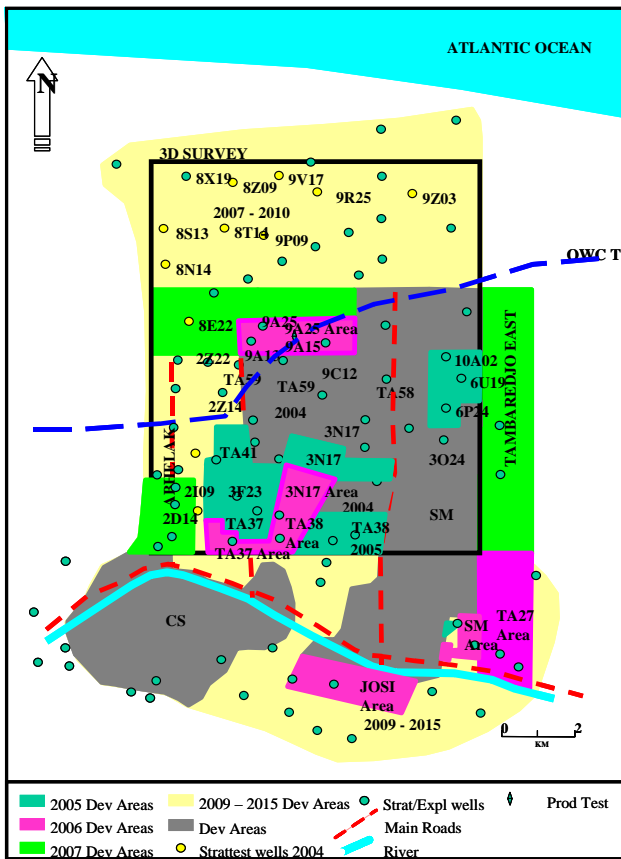 ATLANTIC OCEAN
N
3D SURVEY
8X19
8Z09
9V17
9R25
9Z03
2007 - 2010
8S13
8T14
9P09
OWC T
8N14
8E22
9A25
9A25 Area
9A15
2Z22
TA59
TA59
9C12
TA58
10A02
6U19
6P24
TAMBAREDJO EAST
2Z14
2004
3N17
TA41
3N17
3O24
2I09
3F23
3N17 Area
2004
SM
2D14
TA37
TA38
Area
TA38
2005
TA37 Area
CS
SM
Area
TA27
Area
JOSI
Area
2009 - 2015
0 2
KM
2005 Dev Areas
2009 – 2015 Dev Areas
Strat/Expl wells
Prod Test
2006 Dev Areas
Dev Areas
Main Roads
2007 Dev Areas
Strattest wells 2004
River